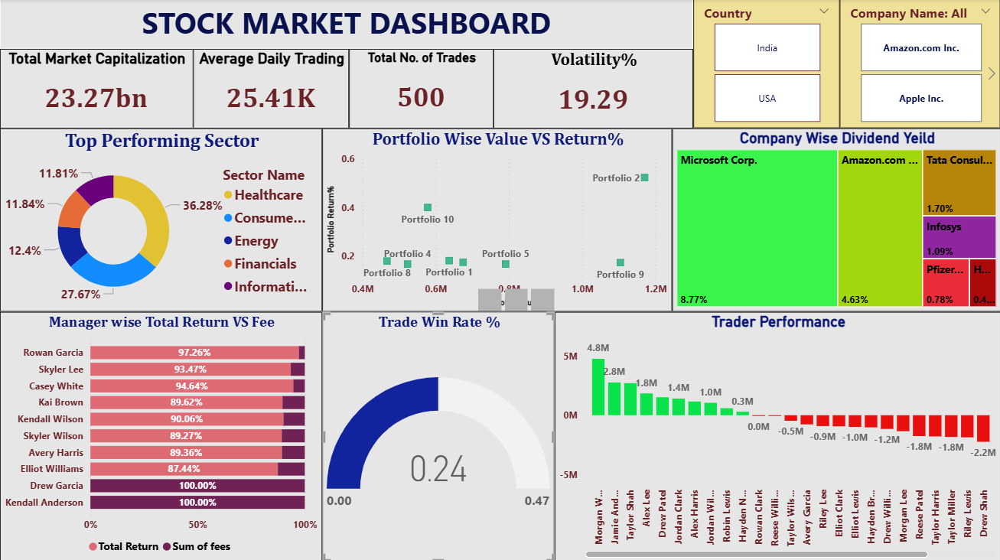 STOCK MARKET DASHBOARD
Country
India
USA
Company Name: All
Amazon.com Inc.
Apple Inc.
Total Market Capitalization
23.27bn
Average Daily Trading
25.41K
Total No. of Trades
500
Volatility%
19.29
Top Performing Sector
11.81%
11.84%
12.4%
27.67%
36.28%
Sector Name
Healthcare
Consume...
Energy
Financials
Informati...
Portfolio Wise Value VS Return%
Portfolio Return%
0.6
0.4
0.2
Portfolio 2
Portfolio 10
Portfolio 4
Portfolio 5
Portfolio 8
Portfolio 1
Portfolio 9
0.4M
0.6M
0.8M
1.0M
1.2M
Company Wise Dividend Yeild
Microsoft Corp.
8.77%
Amazon.com ...
4.63%
Tata Consul...
1.70%
Infosys
1.09%
Pfizer...
0.78%
H...
0.4...
Manager wise Total Return VS Fee
Rowan Garcia 97.26%
Skyler Lee 93.47%
Casey White 94.64%
Kai Brown 89.62%
Kendall Wilson 90.06%
Skyler Wilson 89.27%
Avery Harris 89.36%
Elliot Williams 87.44%
Drew Garcia 100.00%
Kendall Anderson 100.00%
0% 50% 100%
Total Return Sum of fees
Trade Win Rate %
0.24
0.00
0.47
Trader Performance
5M
0M
-5M
4.8M
2.8M
1.8M
1.4M
1.0M
0.3M
0.0M
-0.5M
-0.9M
-1.0M
-1.2M
-1.8M
-1.8M
-2.2M
Morgan W...
Jamie And...
Taylor Shah
Alex Lee
Drew Patel
Jordan Clark
Alex Harris
Jordan Wil...
Robin Lewis
Hayden N...
Rowan Clark
Reese Willi...
Taylor Wils...
Avery Garcia
Riley Lee
Elliot Clark
Elliot Lewis
Hayden Br...
Drew Willi...
Morgan Lee
Reese Patel
Taylor Harris
Taylor Miller
Riley Lewis
Drew Shah